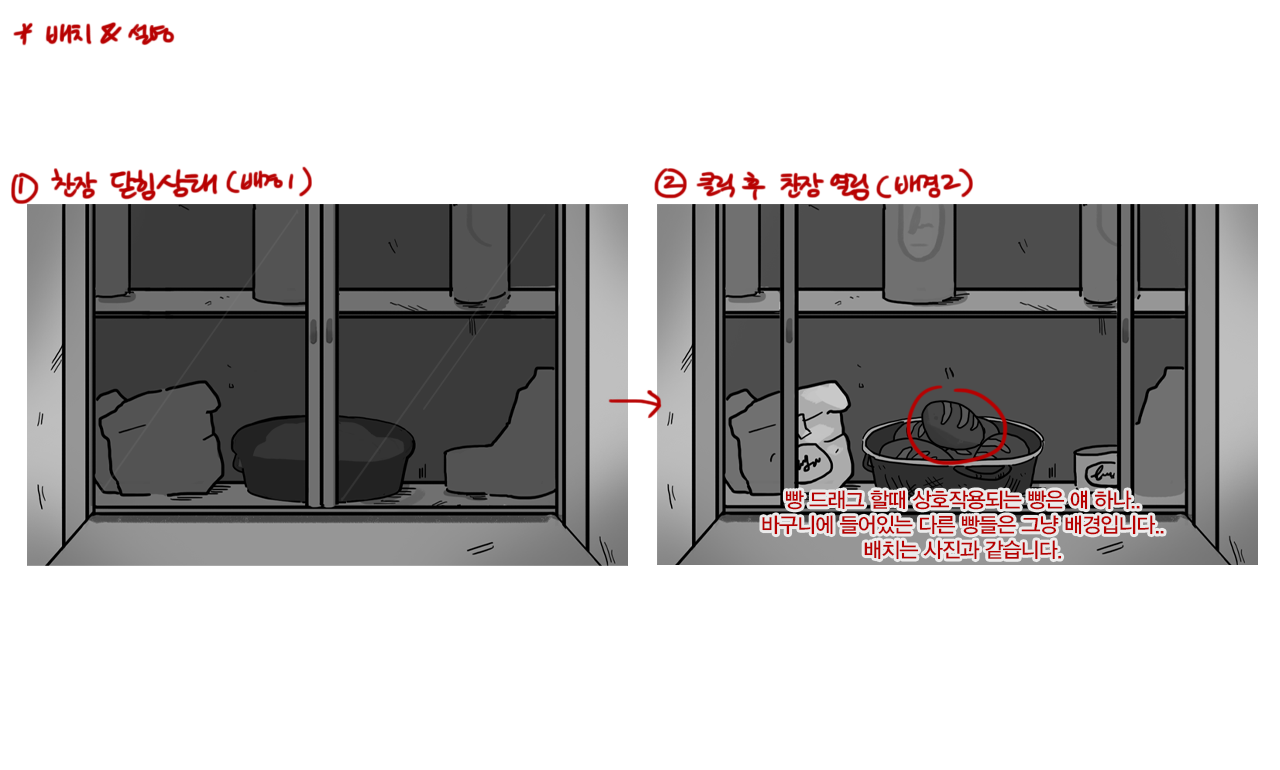 * 배치 & 설명
① 찬장 닫힘상태 (배경1)
② 클릭 후 찬장 열림 (배경2)
빵 드래그 할때 상호작용되는 빵은 얘 하나..
바구니에 들어있는 다른 빵들은 그냥 배경입니다..
배치는 사진과 같습니다.